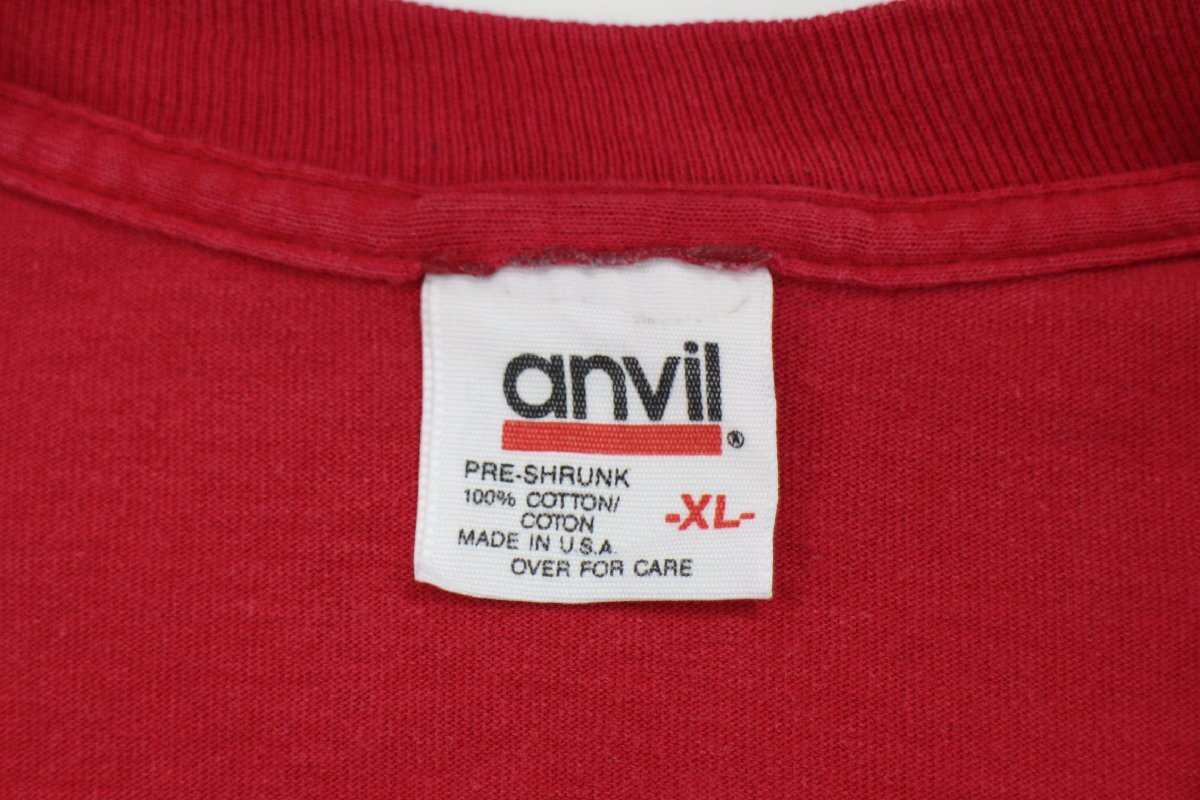 anvil®
PRE-SHRUNK
100% COTTON/
COTON
-XL-
MADE IN U.S.A.
OVER FOR CARE